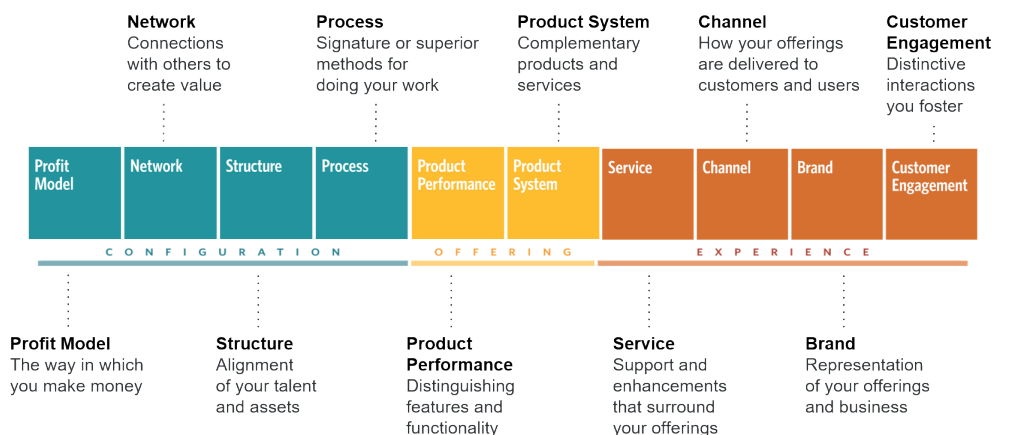 Network
Connections
with others to
create value
Process
Signature or superior
methods for
doing your work
Product System
Complementary
products and
services
Channel
How your offerings
are delivered to
customers and users
Customer
Engagement
Distinctive
interactions
you foster
Profit
Model
Network
Structure
Process
Product
Performance
Product
System
Service
Channel
Brand
Customer
Engagement
CONFIGURATION
OFFERING
EXPERIENCE
Profit Model
The way in which
you make money
Structure
Alignment
of your talent
and assets
Product
Performance
Distinguishing
features and
functionality
Service
Support and
enhancements
that surround
your offerings
Brand
Representation
of your offerings
and business